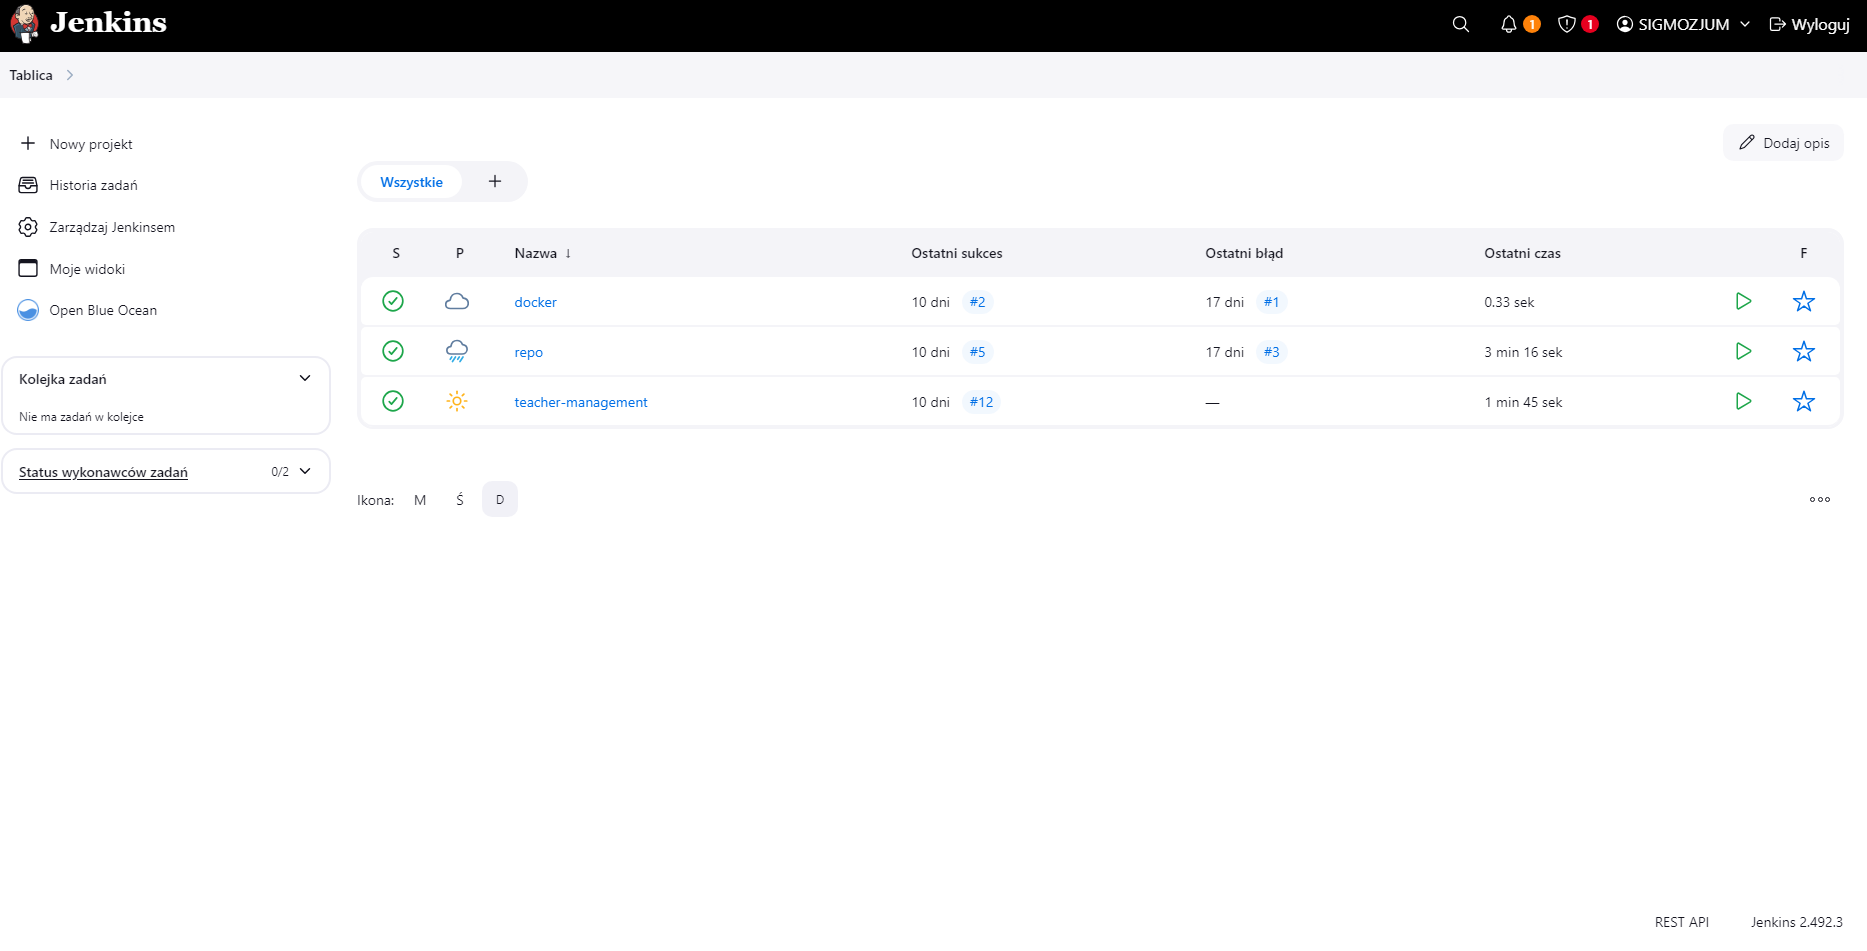 Jenkins
1
1
SIGMOZJUM
Wyloguj
Tablica
Nowy projekt
Historia zadań
Zarządzaj Jenkinsem
Moje widoki
Open Blue Ocean
Kolejka zadań
Nie ma zadań w kolejce
Status wykonawców zadań 0/2
Dodaj opis
Wszystkie +
S P Nazwa ↓ Ostatni sukces Ostatni błąd Ostatni czas F
docker 10 dni #2 17 dni #1 0.33 sek
repo 10 dni #5 17 dni #3 3 min 16 sek
teacher-management 10 dni #12 — 1 min 45 sek
Ikona: M Ś D
REST API Jenkins 2.492.3